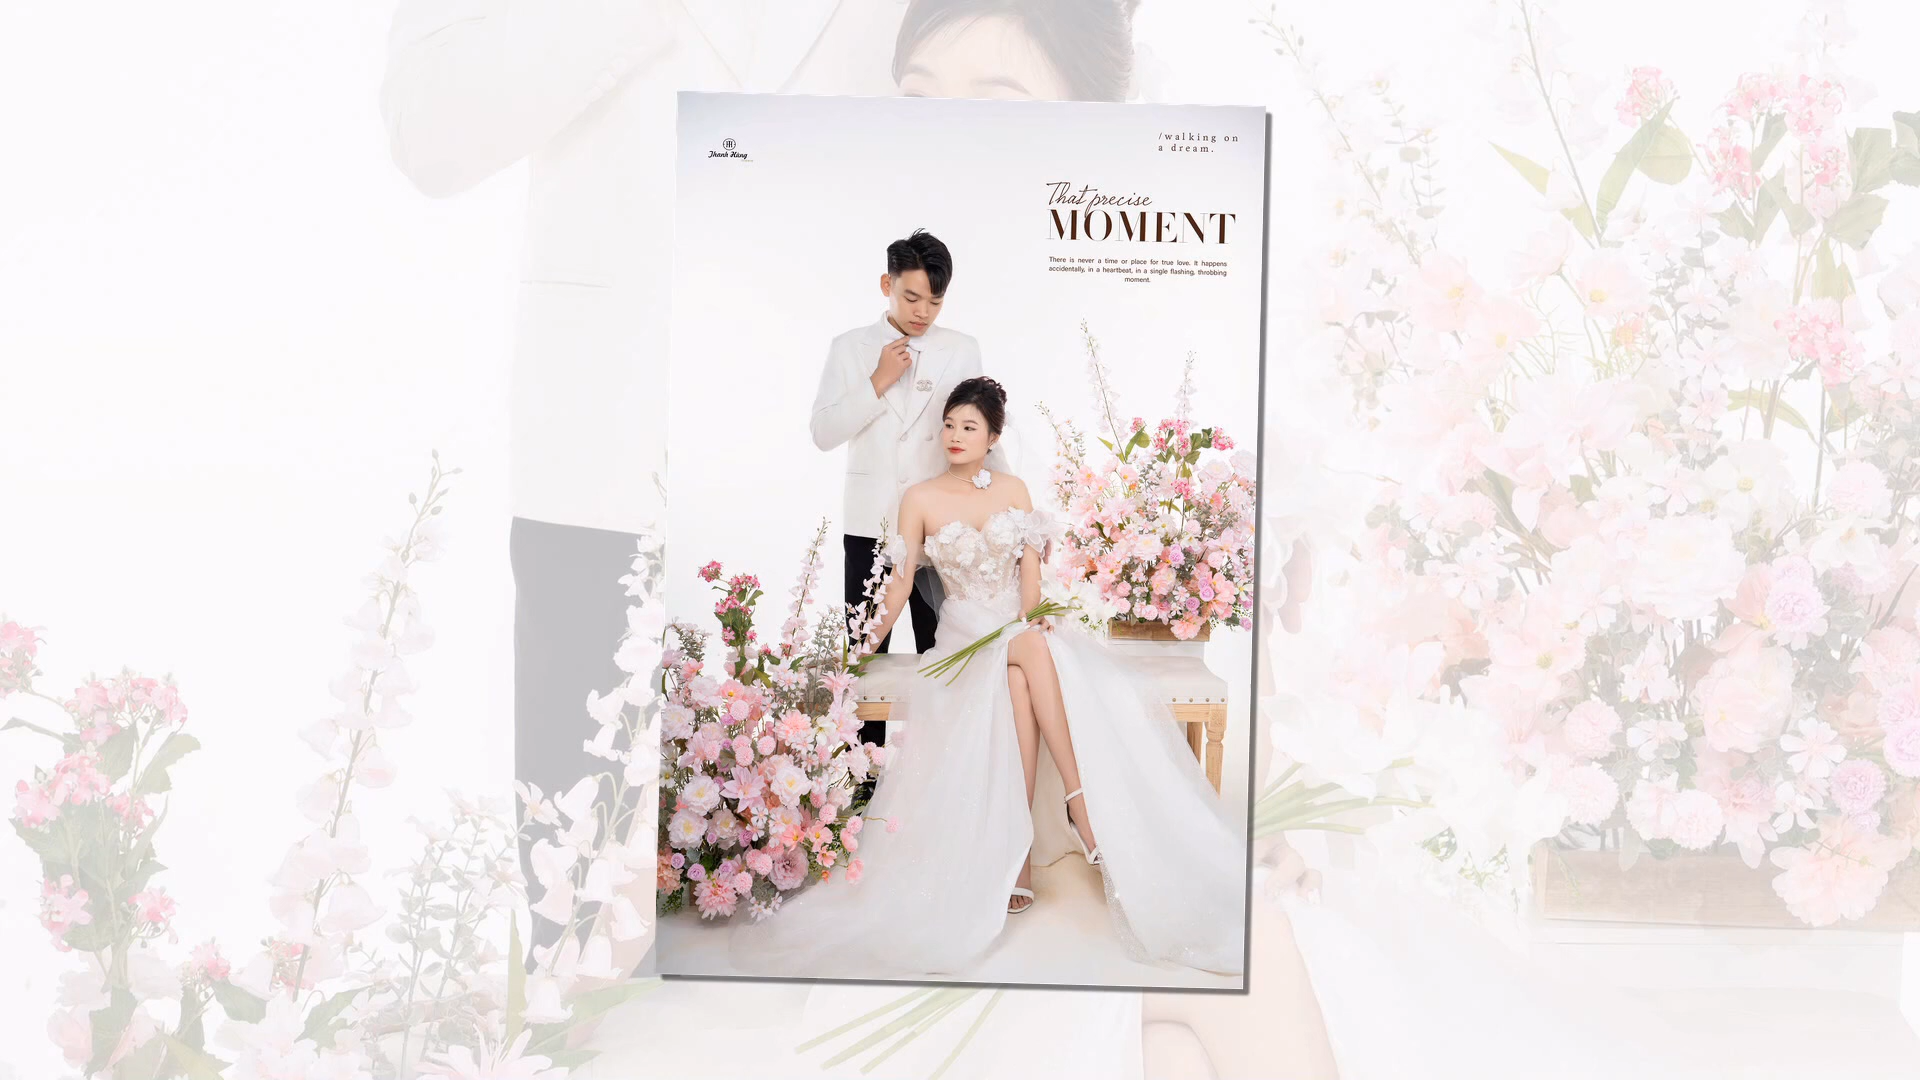 Thanh Hằng
/walking on
a dream.
That precise
MOMENT
There is never a time or place for true love. It happens
accidentally, in a heartbeat, in a single flashing, throbbing
moment.